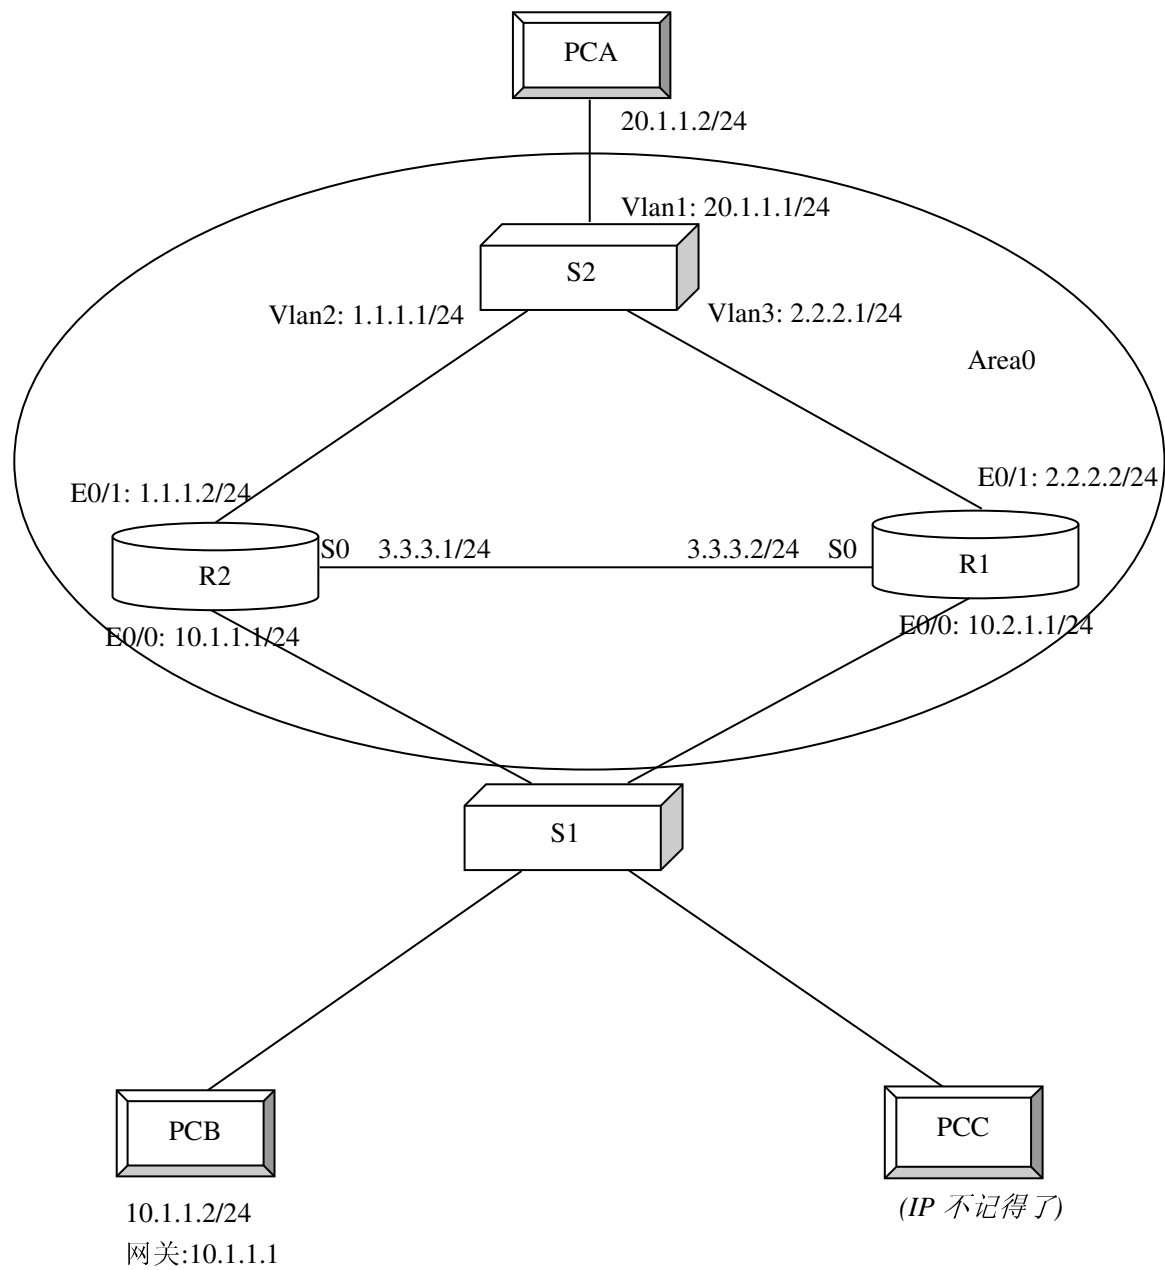 PCA
20.1.1.2/24
Vlan1: 20.1.1.1/24
S2
Vlan2: 1.1.1.1/24
Vlan3: 2.2.2.1/24
Area0
E0/1: 1.1.1.2/24
E0/1: 2.2.2.2/24
S0 3.3.3.1/24
3.3.3.2/24 S0
R2
R1
E0/0: 10.1.1.1/24
E0/0: 10.2.1.1/24
S1
PCB
PCC
10.1.1.2/24
网关:10.1.1.1
(IP 不记得了)